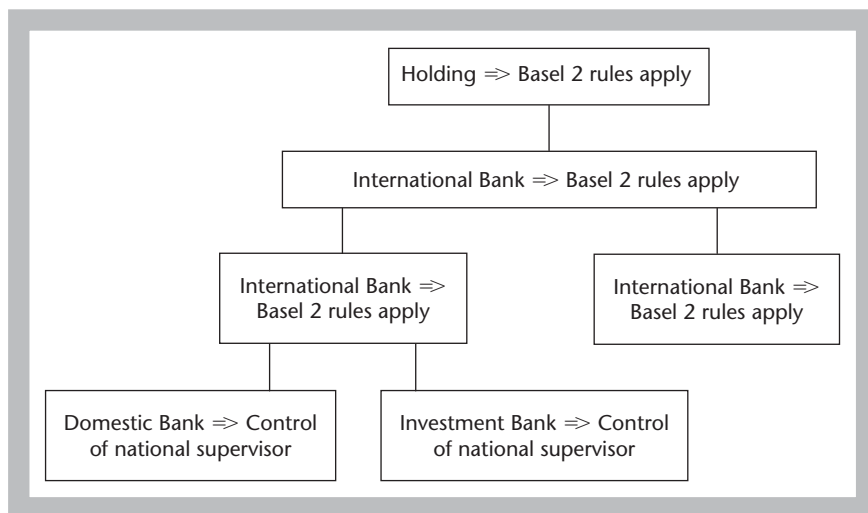 Holding => Basel 2 rules apply
International Bank => Basel 2 rules apply
International Bank =>
Basel 2 rules apply
International Bank =>
Basel 2 rules apply
Domestic Bank => Control
of national supervisor
Investment Bank => Control
of national supervisor